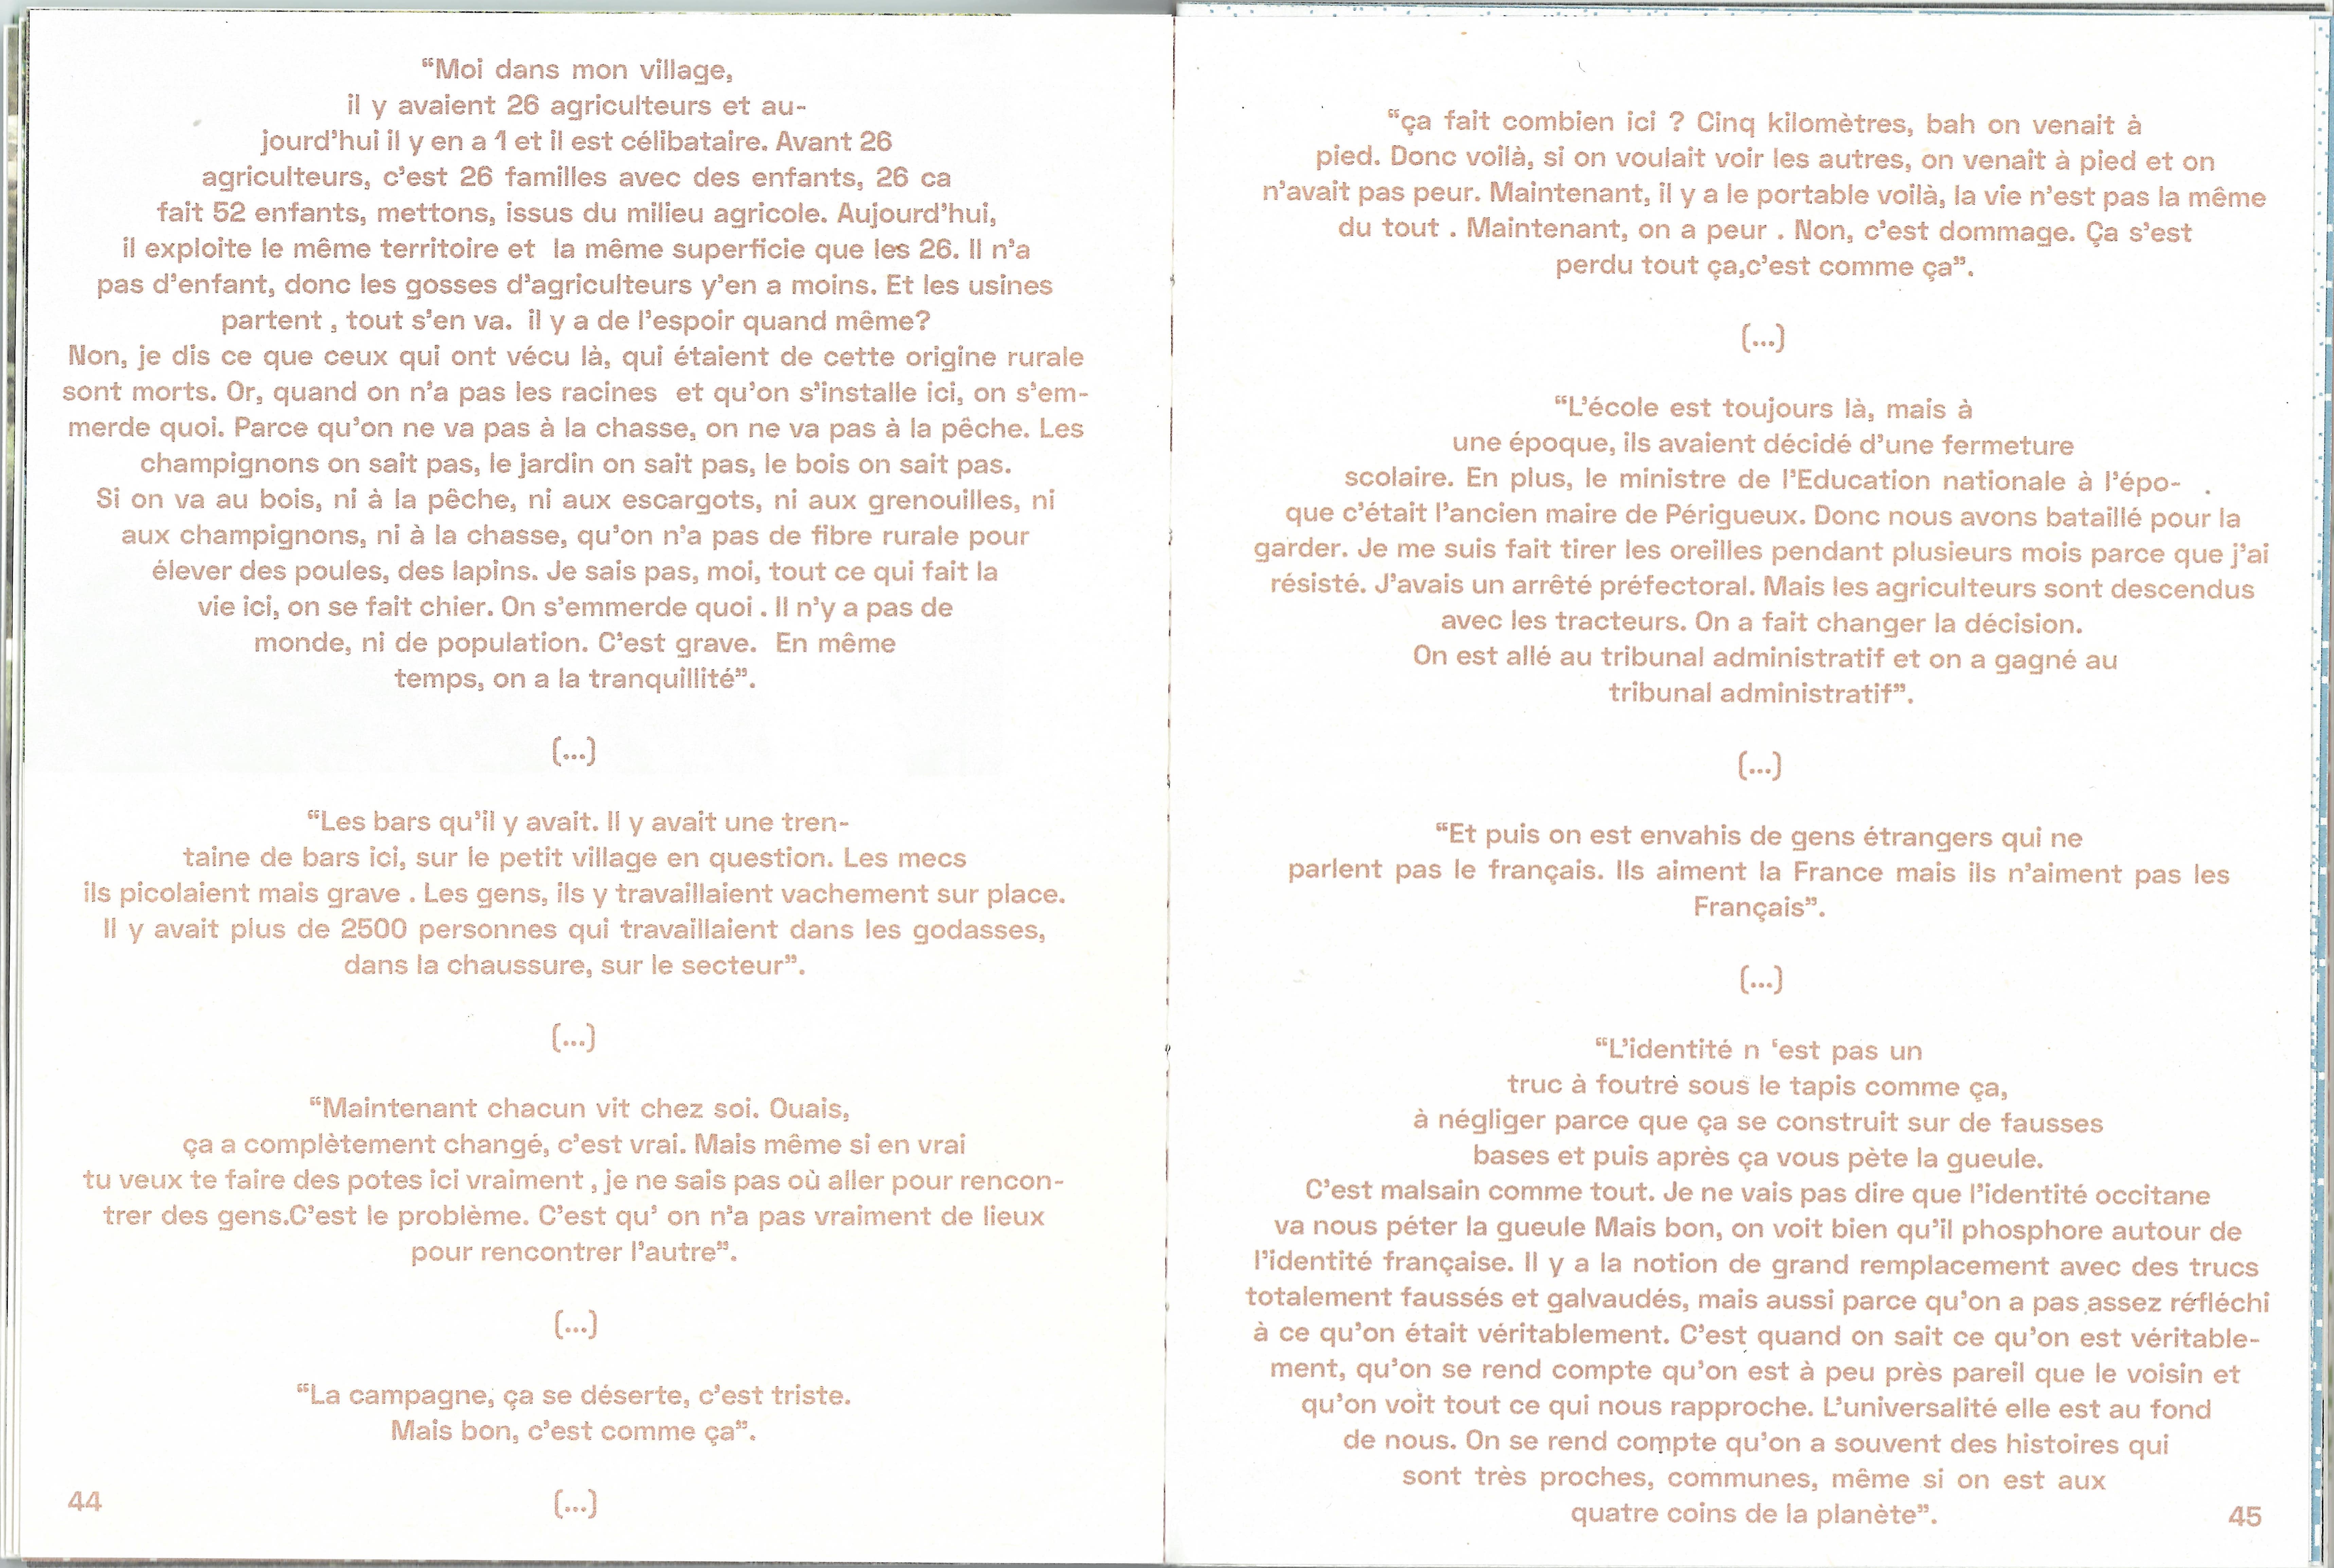 “Moi dans mon village,
il y avaient 26 agriculteurs et au-
jourd’hui il y en a 1 et il est célibataire. Avant 26
agriculteurs, c’est 26 familles avec des enfants, 26 ca
fait 52 enfants, mettons, issus du milieu agricole. Aujourd’hui,
il exploite le même territoire et  la même superficie que les 26. Il n’a
pas d’enfant, donc les gosses d’agriculteurs y’en a moins. Et les usines
partent , tout s’en va.  il y a de l’espoir quand même?
Non, je dis ce que ceux qui ont vécu là, qui étaient de cette origine rurale
sont morts. Or, quand on n’a pas les racines  et qu’on s’installe ici, on s’em-
merde quoi. Parce qu’on ne va pas à la chasse, on ne va pas à la pêche. Les
champignons on sait pas, le jardin on sait pas, le bois on sait pas.
Si on va au bois, ni à la pêche, ni aux escargots, ni aux grenouilles, ni
aux champignons, ni à la chasse, qu’on n’a pas de fibre rurale pour
élever des poules, des lapins. Je sais pas, moi, tout ce qui fait la
vie ici, on se fait chier. On s’emmerde quoi . Il n’y a pas de
monde, ni de population. C’est grave.  En même
temps, on a la tranquillité”.
(...)
“Les bars qu’il y avait. Il y avait une tren-
taine de bars ici, sur le petit village en question. Les mecs
ils picolaient mais grave . Les gens, ils y travaillaient vachement sur place.
Il y avait plus de 2500 personnes qui travaillaient dans les godasses,
dans la chaussure, sur le secteur”.
(...)
“Maintenant chacun vit chez soi. Ouais,
ça a complètement changé, c’est vrai. Mais même si en vrai
tu veux te faire des potes ici vraiment , je ne sais pas où aller pour rencon-
trer des gens.C’est le problème. C’est qu’ on n’a pas vraiment de lieux
pour rencontrer l’autre”.
(...)
“La campagne, ça se déserte, c’est triste.
Mais bon, c’est comme ça”.
(...)
44
“ça fait combien ici ? Cinq kilomètres, bah on venait à
pied. Donc voilà, si on voulait voir les autres, on venait à pied et on
n’avait pas peur. Maintenant, il y a le portable voilà, la vie n’est pas la même
du tout . Maintenant, on a peur . Non, c’est dommage. Ça s’est
perdu tout ça,c’est comme ça”.
(...)
“L’école est toujours là, mais à
une époque, ils avaient décidé d’une fermeture
scolaire. En plus, le ministre de l’Education nationale à l’épo-
que c’était l’ancien maire de Périgueux. Donc nous avons bataillé pour la
garder. Je me suis fait tirer les oreilles pendant plusieurs mois parce que j’ai
résisté. J’avais un arrêté préfectoral. Mais les agriculteurs sont descendus
avec les tracteurs. On a fait changer la décision.
On est allé au tribunal administratif et on a gagné au
tribunal administratif”.
(...)
“Et puis on est envahis de gens étrangers qui ne
parlent pas le français. Ils aiment la France mais ils n’aiment pas les
Français”.
(...)
“L’identité n ‘est pas un
truc à foutre sous le tapis comme ça,
à négliger parce que ça se construit sur de fausses
bases et puis après ça vous pète la gueule.
C’est malsain comme tout. Je ne vais pas dire que l’identité occitane
va nous péter la gueule Mais bon, on voit bien qu’il phosphore autour de
l’identité française. Il y a la notion de grand remplacement avec des trucs
totalement faussés et galvaudés, mais aussi parce qu’on a pas assez réfléchi
à ce qu’on était véritablement. C’est quand on sait ce qu’on est véritable-
ment, qu’on se rend compte qu’on est à peu près pareil que le voisin et
qu’on voit tout ce qui nous rapproche. L’universalité elle est au fond
de nous. On se rend compte qu’on a souvent des histoires qui
sont très proches, communes, même si on est aux
quatre coins de la planète”.
45